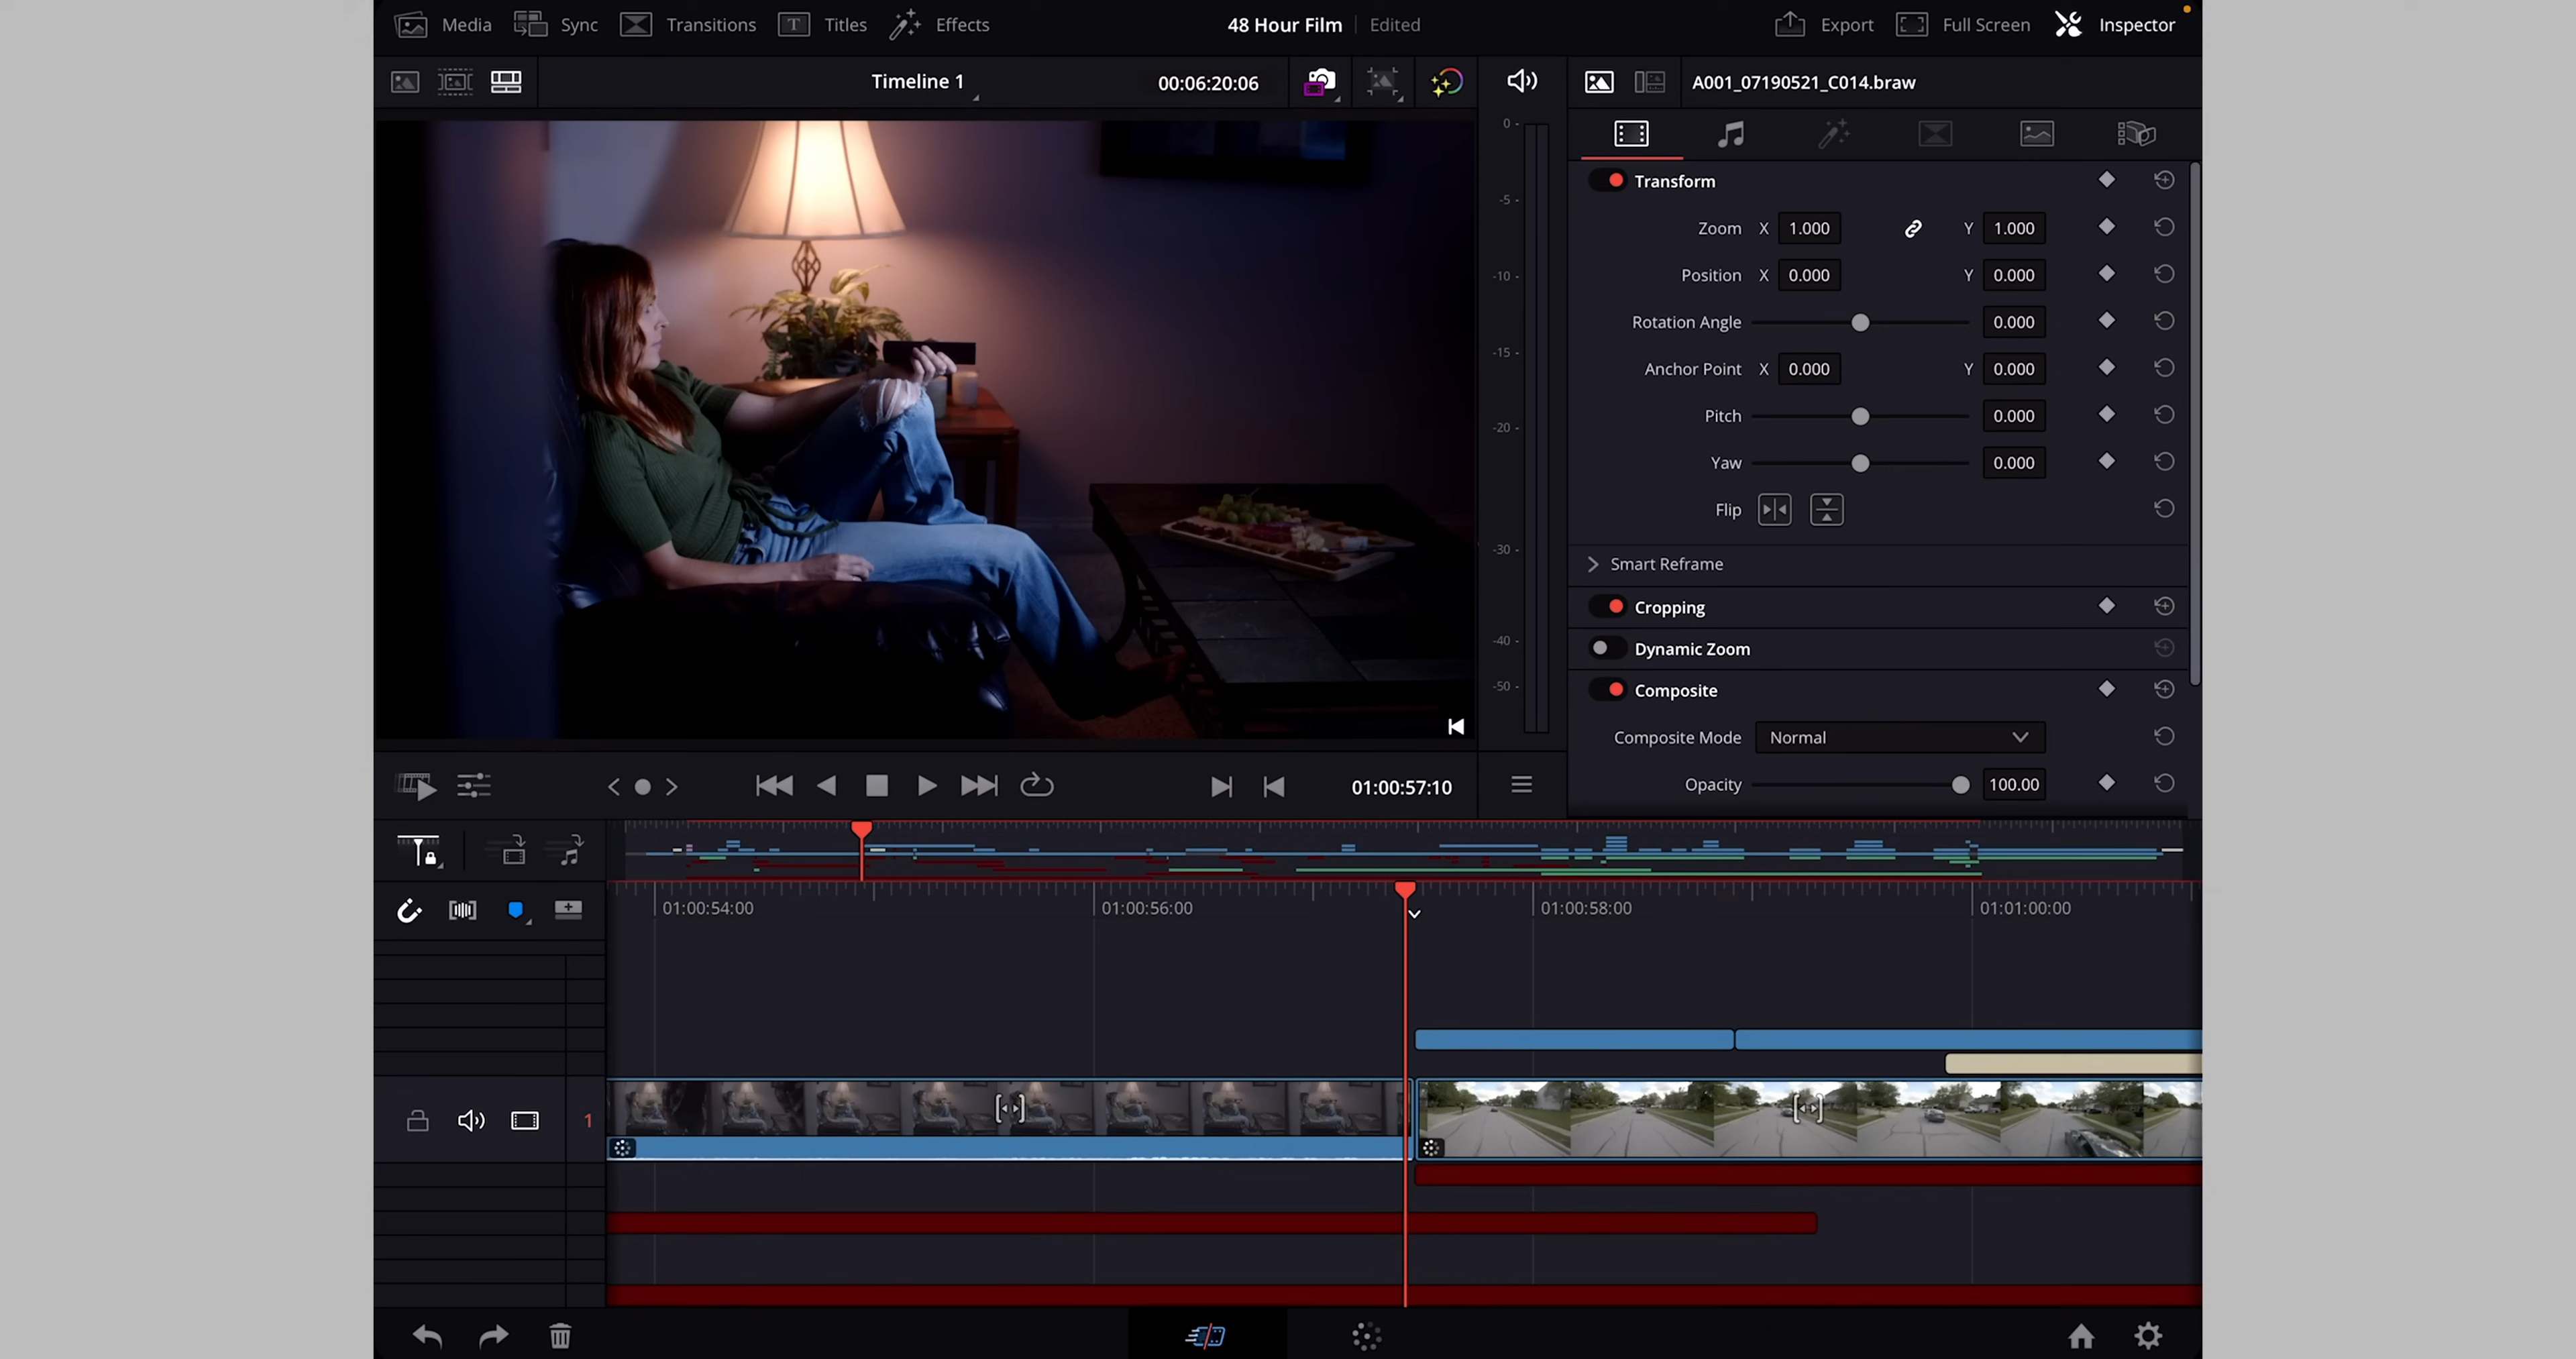 Media Sync Transitions Titles Effects 48 Hour Film Edited Export Full Screen Inspector
Timeline 1 00:06:20:06 A001_07190521_C014.braw
0 -
-5 -
-10 -
-15 -
-20 -
-30 -
-40 -
-50 -
Transform
Zoom X 1.000 Y 1.000
Position X 0.000 Y 0.000
Rotation Angle 0.000
Anchor Point X 0.000 Y 0.000
Pitch 0.000
Yaw 0.000
Flip
Smart Reframe
Cropping
Dynamic Zoom
Composite
Composite Mode Normal
Opacity 100.00
01:00:57:10
01:00:54:00 01:00:56:00 01:00:58:00 01:01:00:00
1